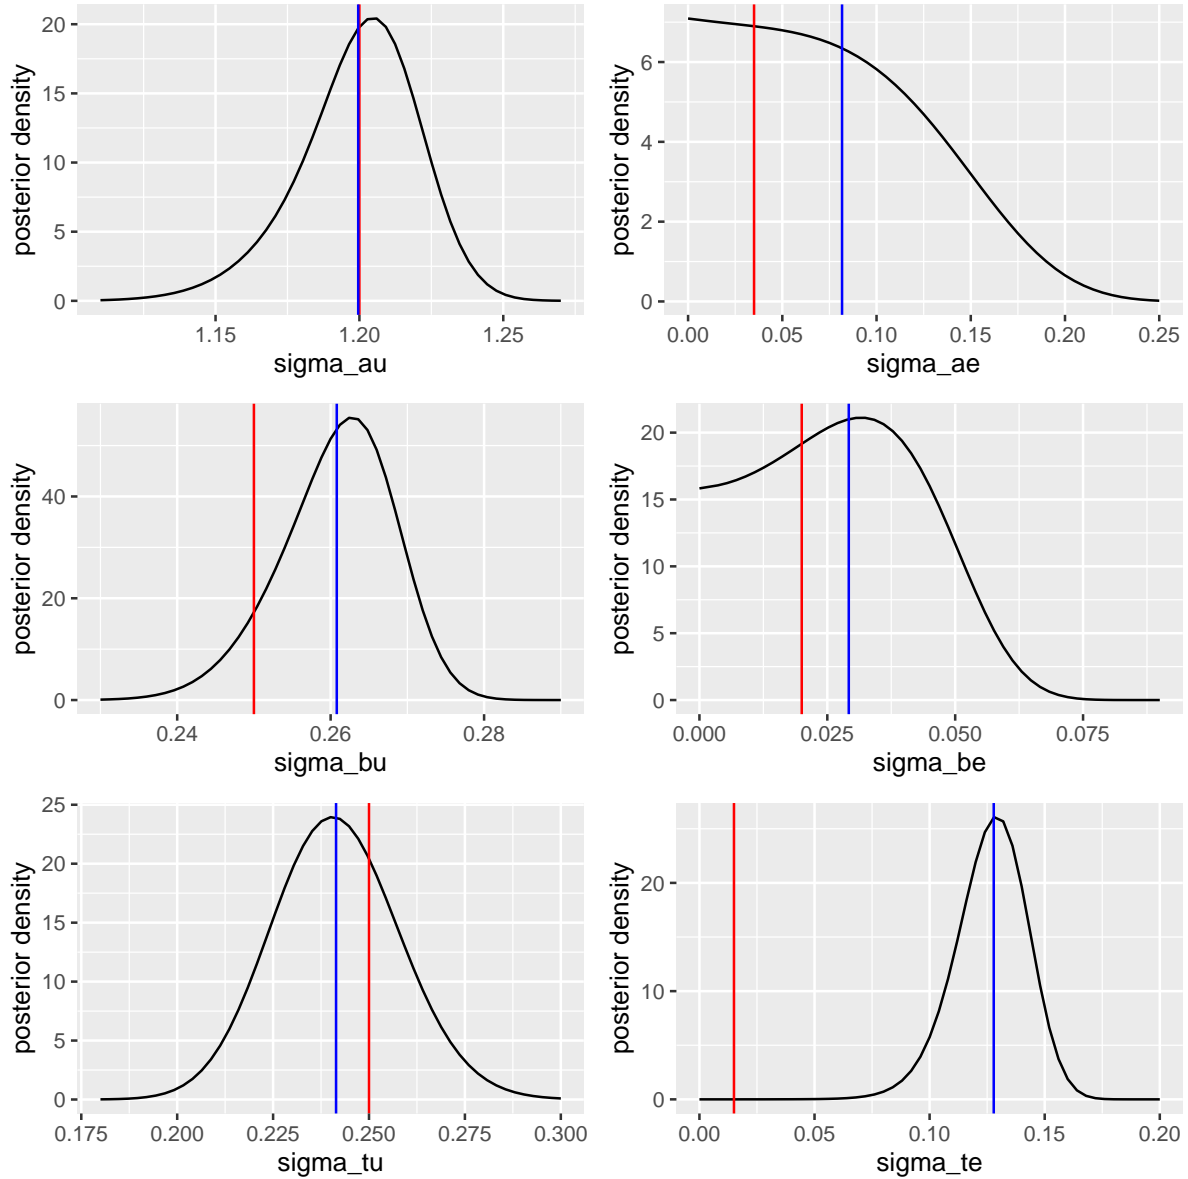 posterior density
20
15
10
5
0
1.15 1.20 1.25
sigma_au
posterior density
6
4
2
0
0.00 0.05 0.10 0.15 0.20 0.25
sigma_ae
posterior density
40
20
0
0.24 0.26 0.28
sigma_bu
posterior density
20
15
10
5
0
0.000 0.025 0.050 0.075
sigma_be
posterior density
25
20
15
10
5
0
0.175 0.200 0.225 0.250 0.275 0.300
sigma_tu
posterior density
20
10
0
0.00 0.05 0.10 0.15 0.20
sigma_te